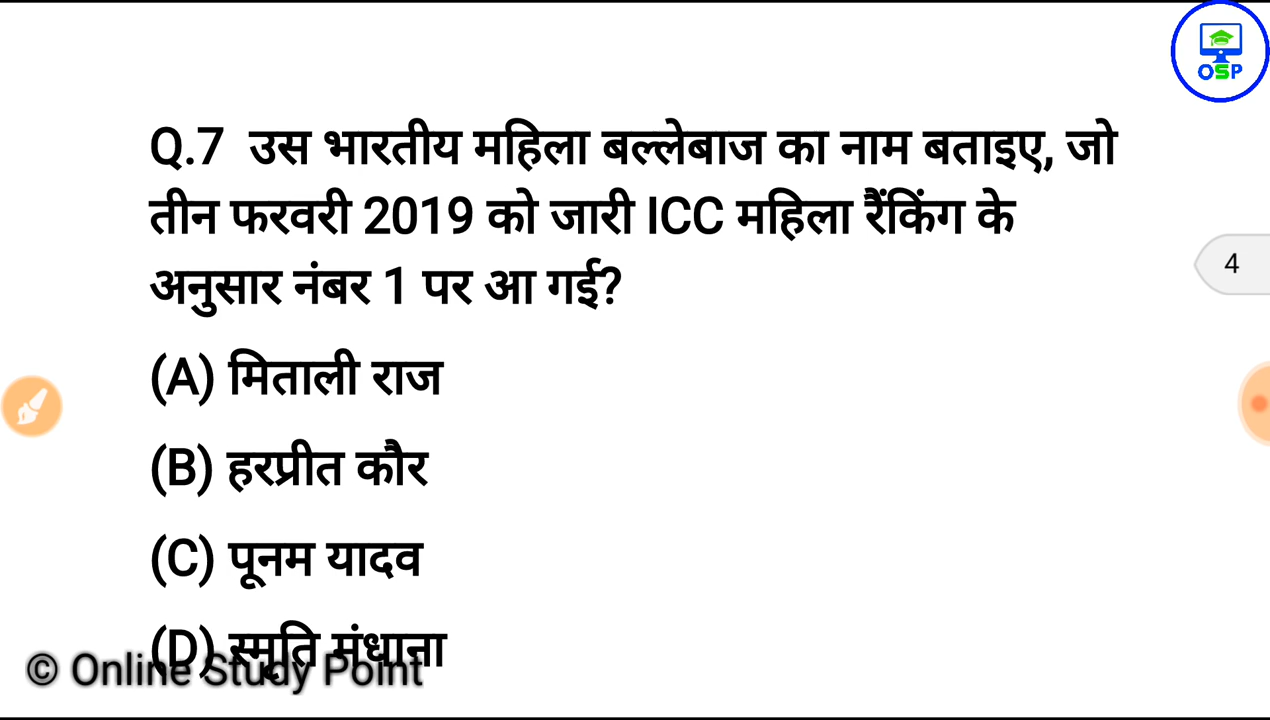 OSP
Q.7 उस भारतीय महिला बल्लेबाज का नाम बताइए, जो
तीन फरवरी 2019 को जारी ICC महिला रैंकिंग के
अनुसार नंबर 1 पर आ गई?
4
(A) मिताली राज
(B) हरप्रीत कौर
(C) पूनम यादव
(D) स्मृति मंधाना
© Online Study Point